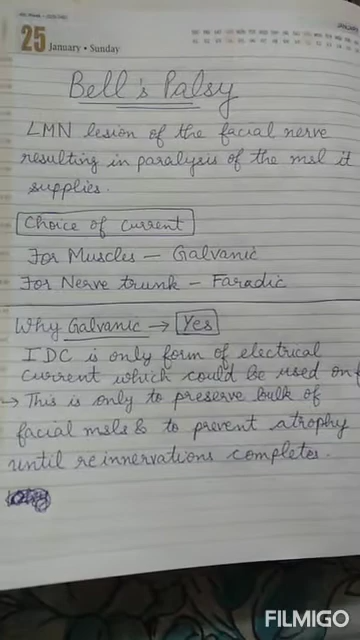 25 January • Sunday
Bell's Palsy
LMN lesion of the facial nerve
resulting in paralysis of the msl it
supplies.
Choice of current
For Muscles — Galvanic
For Nerve trunk — Faradic
Why Galvanic → Yes
IDC is only form of electrical
current which could be used on
→ This is only to preserve bulk of
facial msls & to prevent atrophy
until reinnervations completes.
FILMIGO